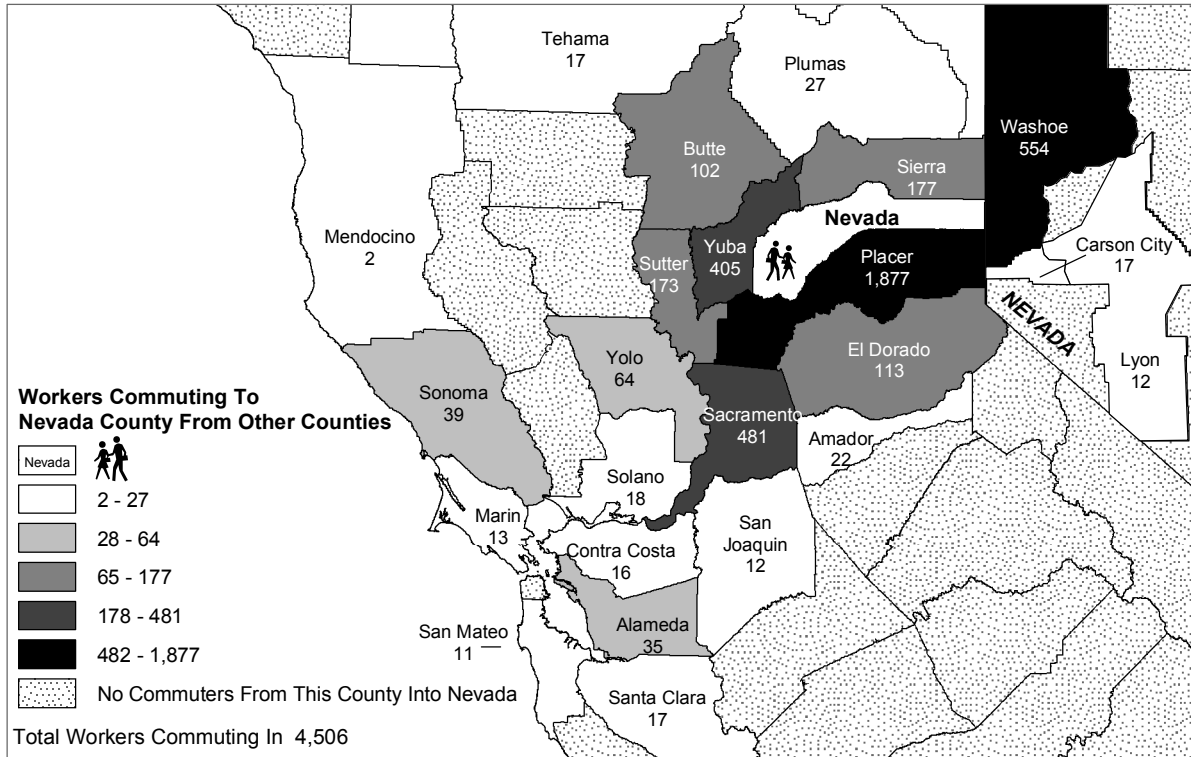 Tehama
17
Plumas
27
Washoe
554
Butte
102
Sierra
177
Nevada
Mendocino
2
Yuba
405
Sutter
173
Placer
1,877
Carson City
17
NEVADA
El Dorado
113
Lyon
12
Yolo
64
Sonoma
39
Sacramento
481
Amador
22
Solano
18
Marin
13
Contra Costa
16
San
Joaquin
12
Alameda
35
San Mateo
11
Santa Clara
17
Workers Commuting To
Nevada County From Other Counties
Nevada
2 - 27
28 - 64
65 - 177
178 - 481
482 - 1,877
No Commuters From This County Into Nevada
Total Workers Commuting In 4,506